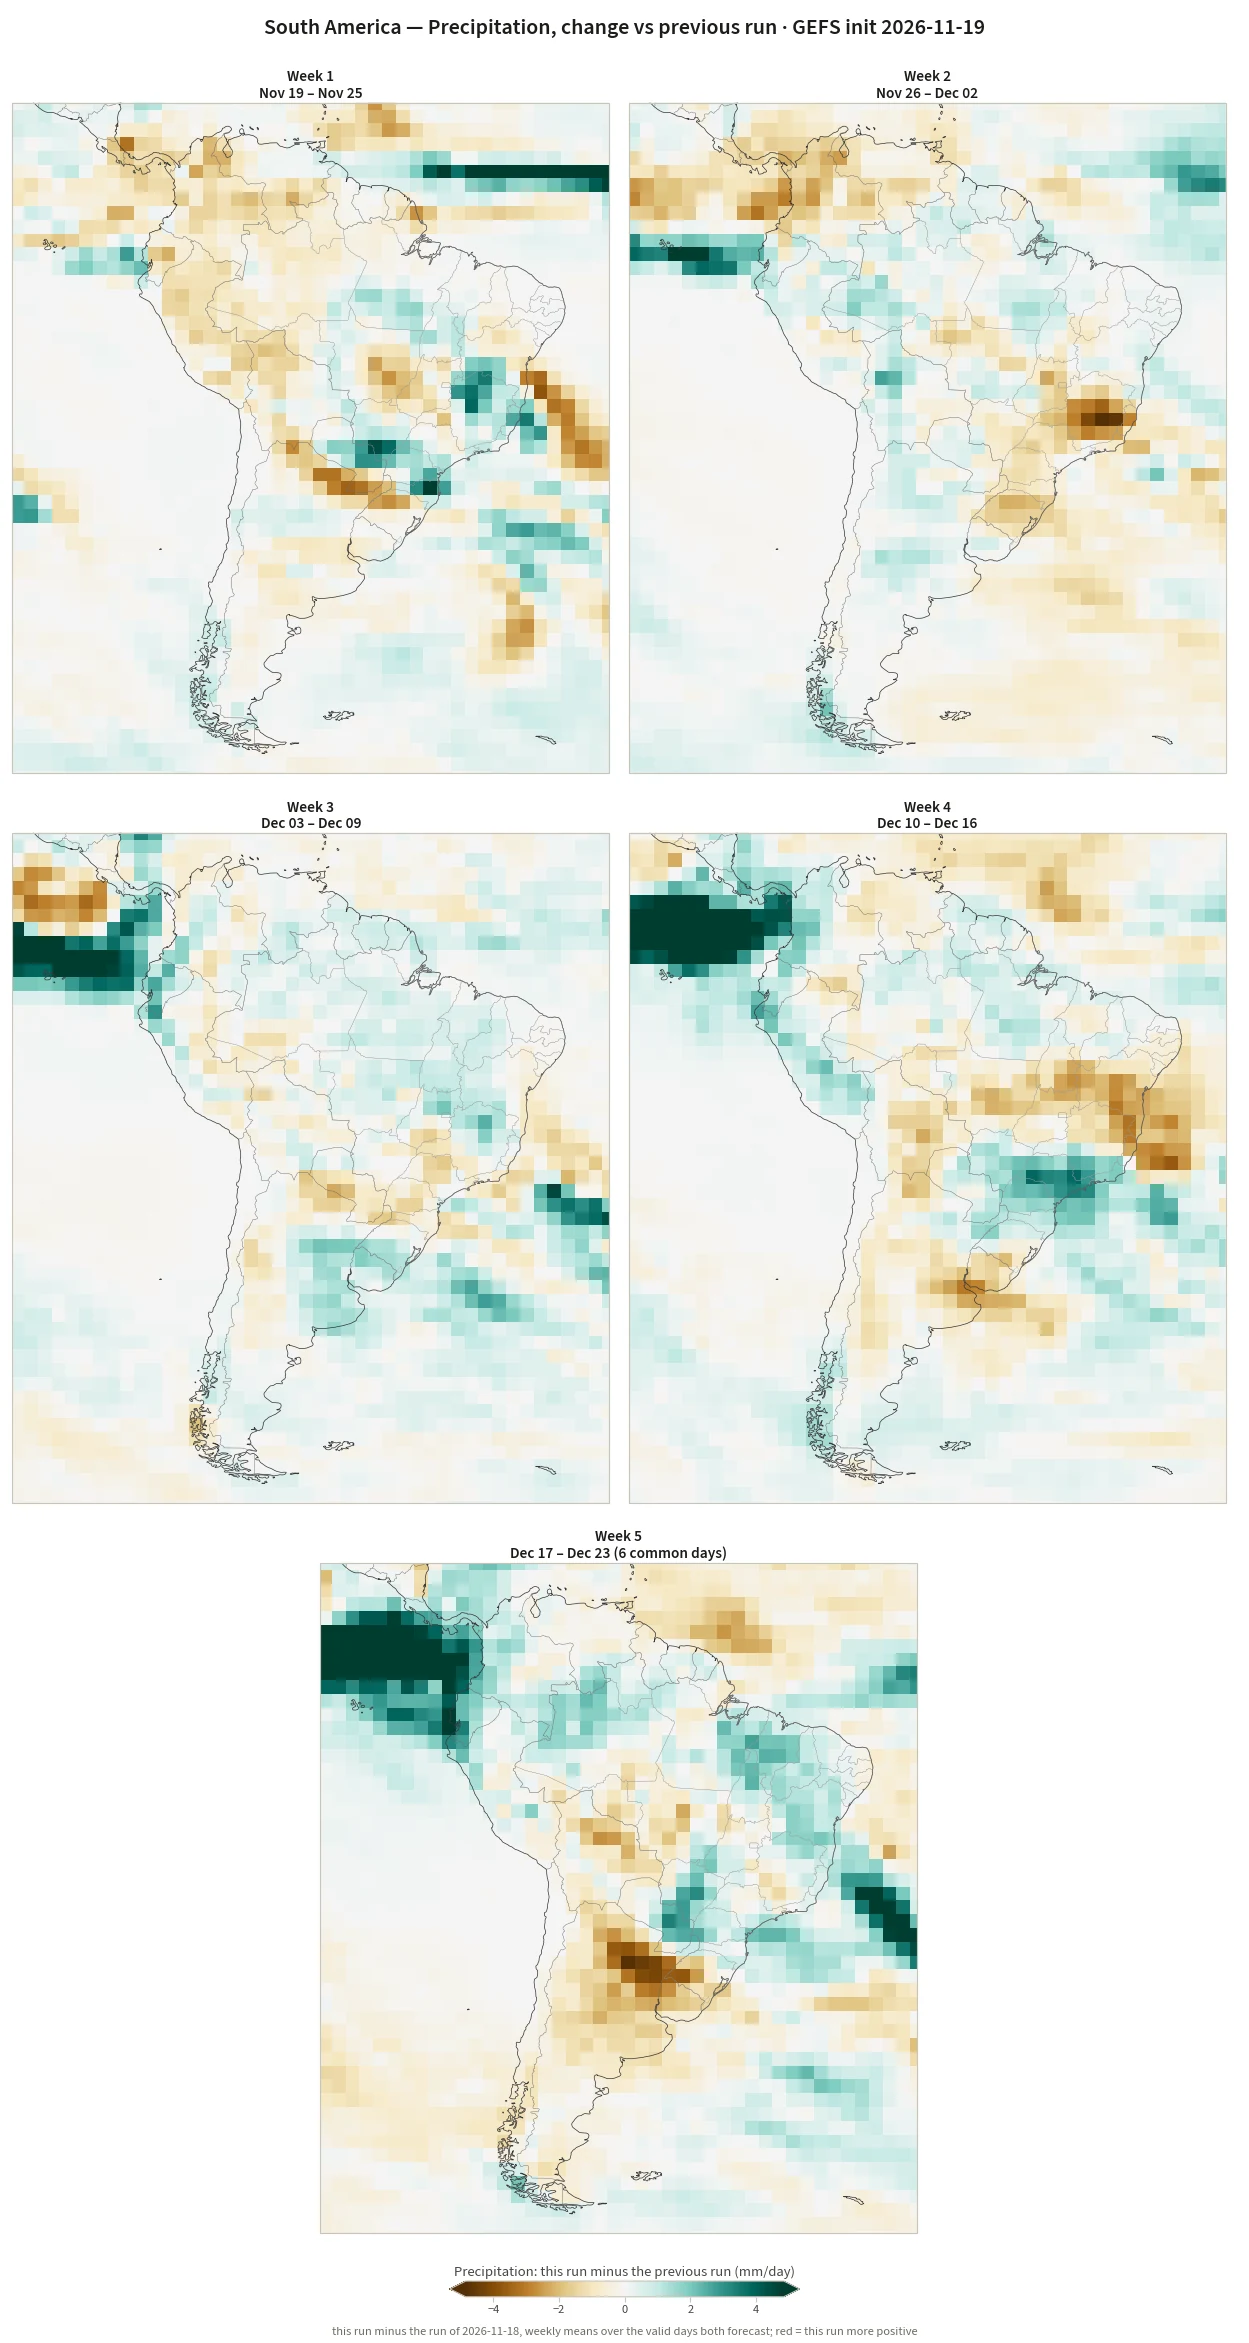 South America — Precipitation, change vs previous run · GEFS init 2026-11-19
Week 1
Nov 19 – Nov 25
Week 2
Nov 26 – Dec 02
Week 3
Dec 03 – Dec 09
Week 4
Dec 10 – Dec 16
Week 5
Dec 17 – Dec 23 (6 common days)
Precipitation: this run minus the previous run (mm/day)
−4 −2 0 2 4
this run minus the run of 2026-11-18, weekly means over the valid days both forecast; red = this run more positive